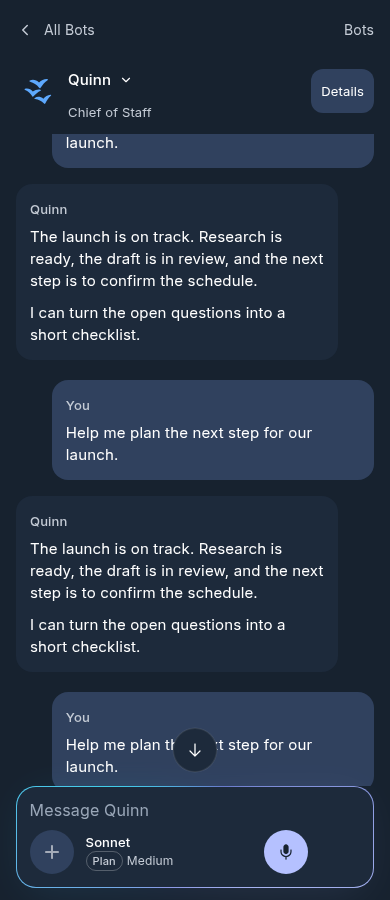 All Bots
Bots
Quinn
Chief of Staff
Details
launch.
Quinn
The launch is on track. Research is
ready, the draft is in review, and the next
step is to confirm the schedule.
I can turn the open questions into a
short checklist.
You
Help me plan the next step for our
launch.
Quinn
The launch is on track. Research is
ready, the draft is in review, and the next
step is to confirm the schedule.
I can turn the open questions into a
short checklist.
You
Help me plan th xt step for our
launch.
Message Quinn
Sonnet
Plan Medium